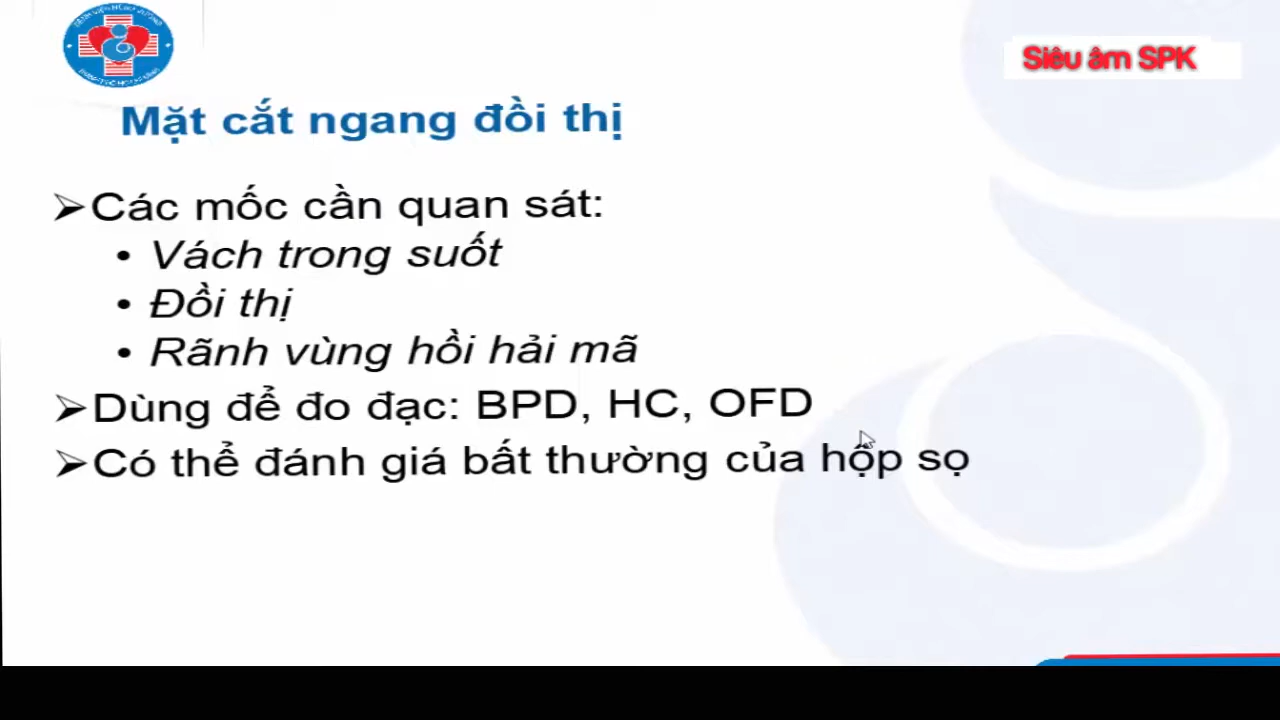 Siêu âm SPK
Mặt cắt ngang đồi thị
➢Các mốc cần quan sát:
• Vách trong suốt
• Đồi thị
• Rãnh vùng hồi hải mã
➢Dùng để đo đạc: BPD, HC, OFD
➢Có thể đánh giá bất thường của hộp sọ